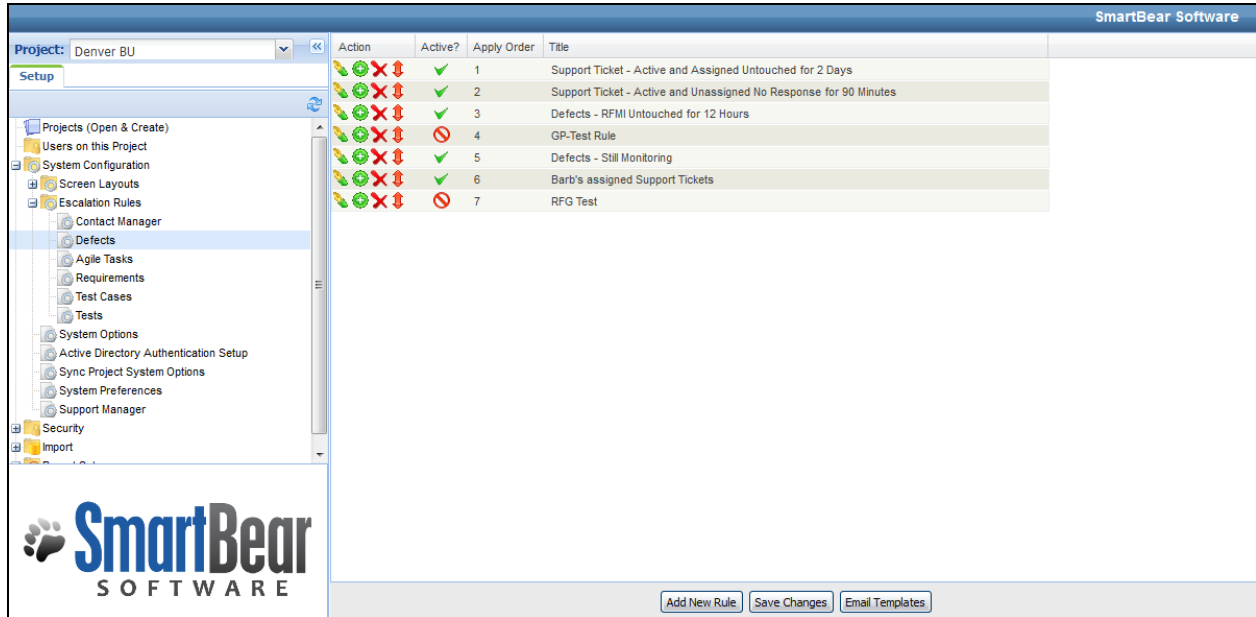 SmartBear Software
Project: Denver BU
Setup
Projects (Open & Create)
Users on this Project
System Configuration
Screen Layouts
Escalation Rules
Contact Manager
Defects
Agile Tasks
Requirements
Test Cases
Tests
System Options
Active Directory Authentication Setup
Sync Project System Options
System Preferences
Support Manager
Security
Import
SmartBear
SOFTWARE
Action Active? Apply Order Title
1 Support Ticket - Active and Assigned Untouched for 2 Days
2 Support Ticket - Active and Unassigned No Response for 90 Minutes
3 Defects - RFMI Untouched for 12 Hours
4 GP-Test Rule
5 Defects - Still Monitoring
6 Barb's assigned Support Tickets
7 RFG Test
Add New Rule Save Changes Email Templates